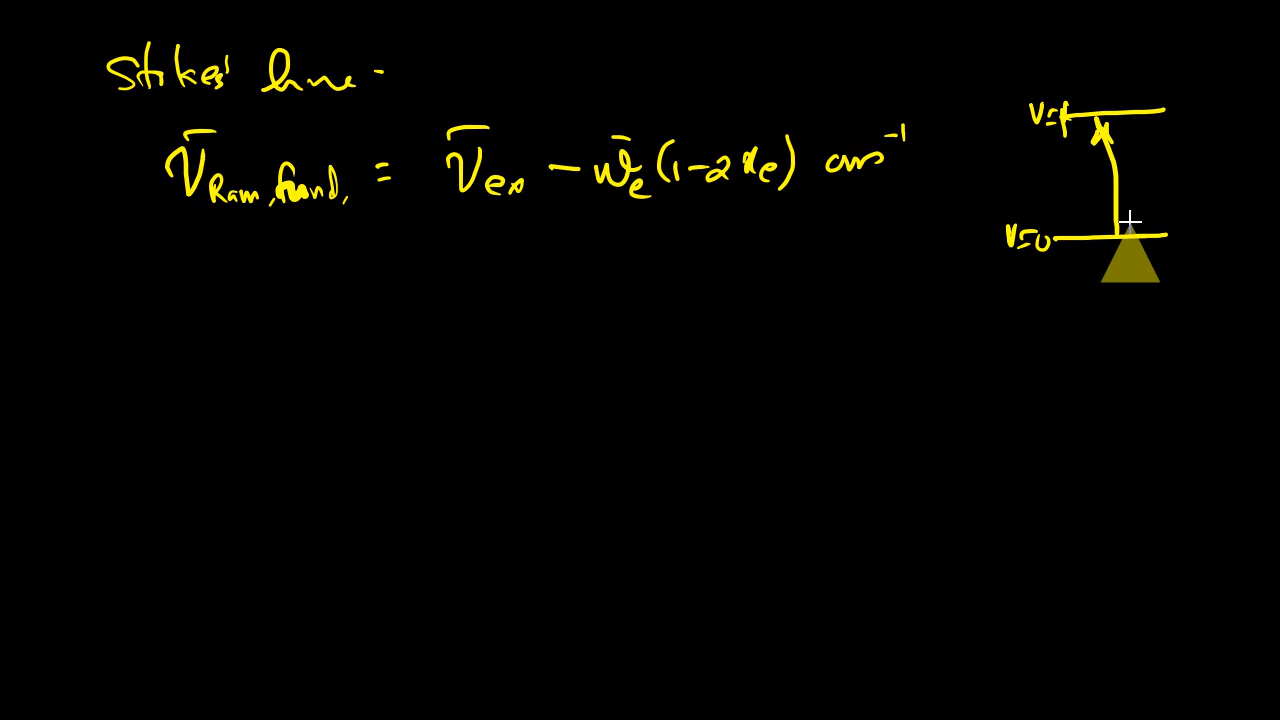 Stokes' line -
ν̄ Ram, fund, = ν̄ ex - ω̄e (1-2xe) cm⁻¹
v=1
v=0